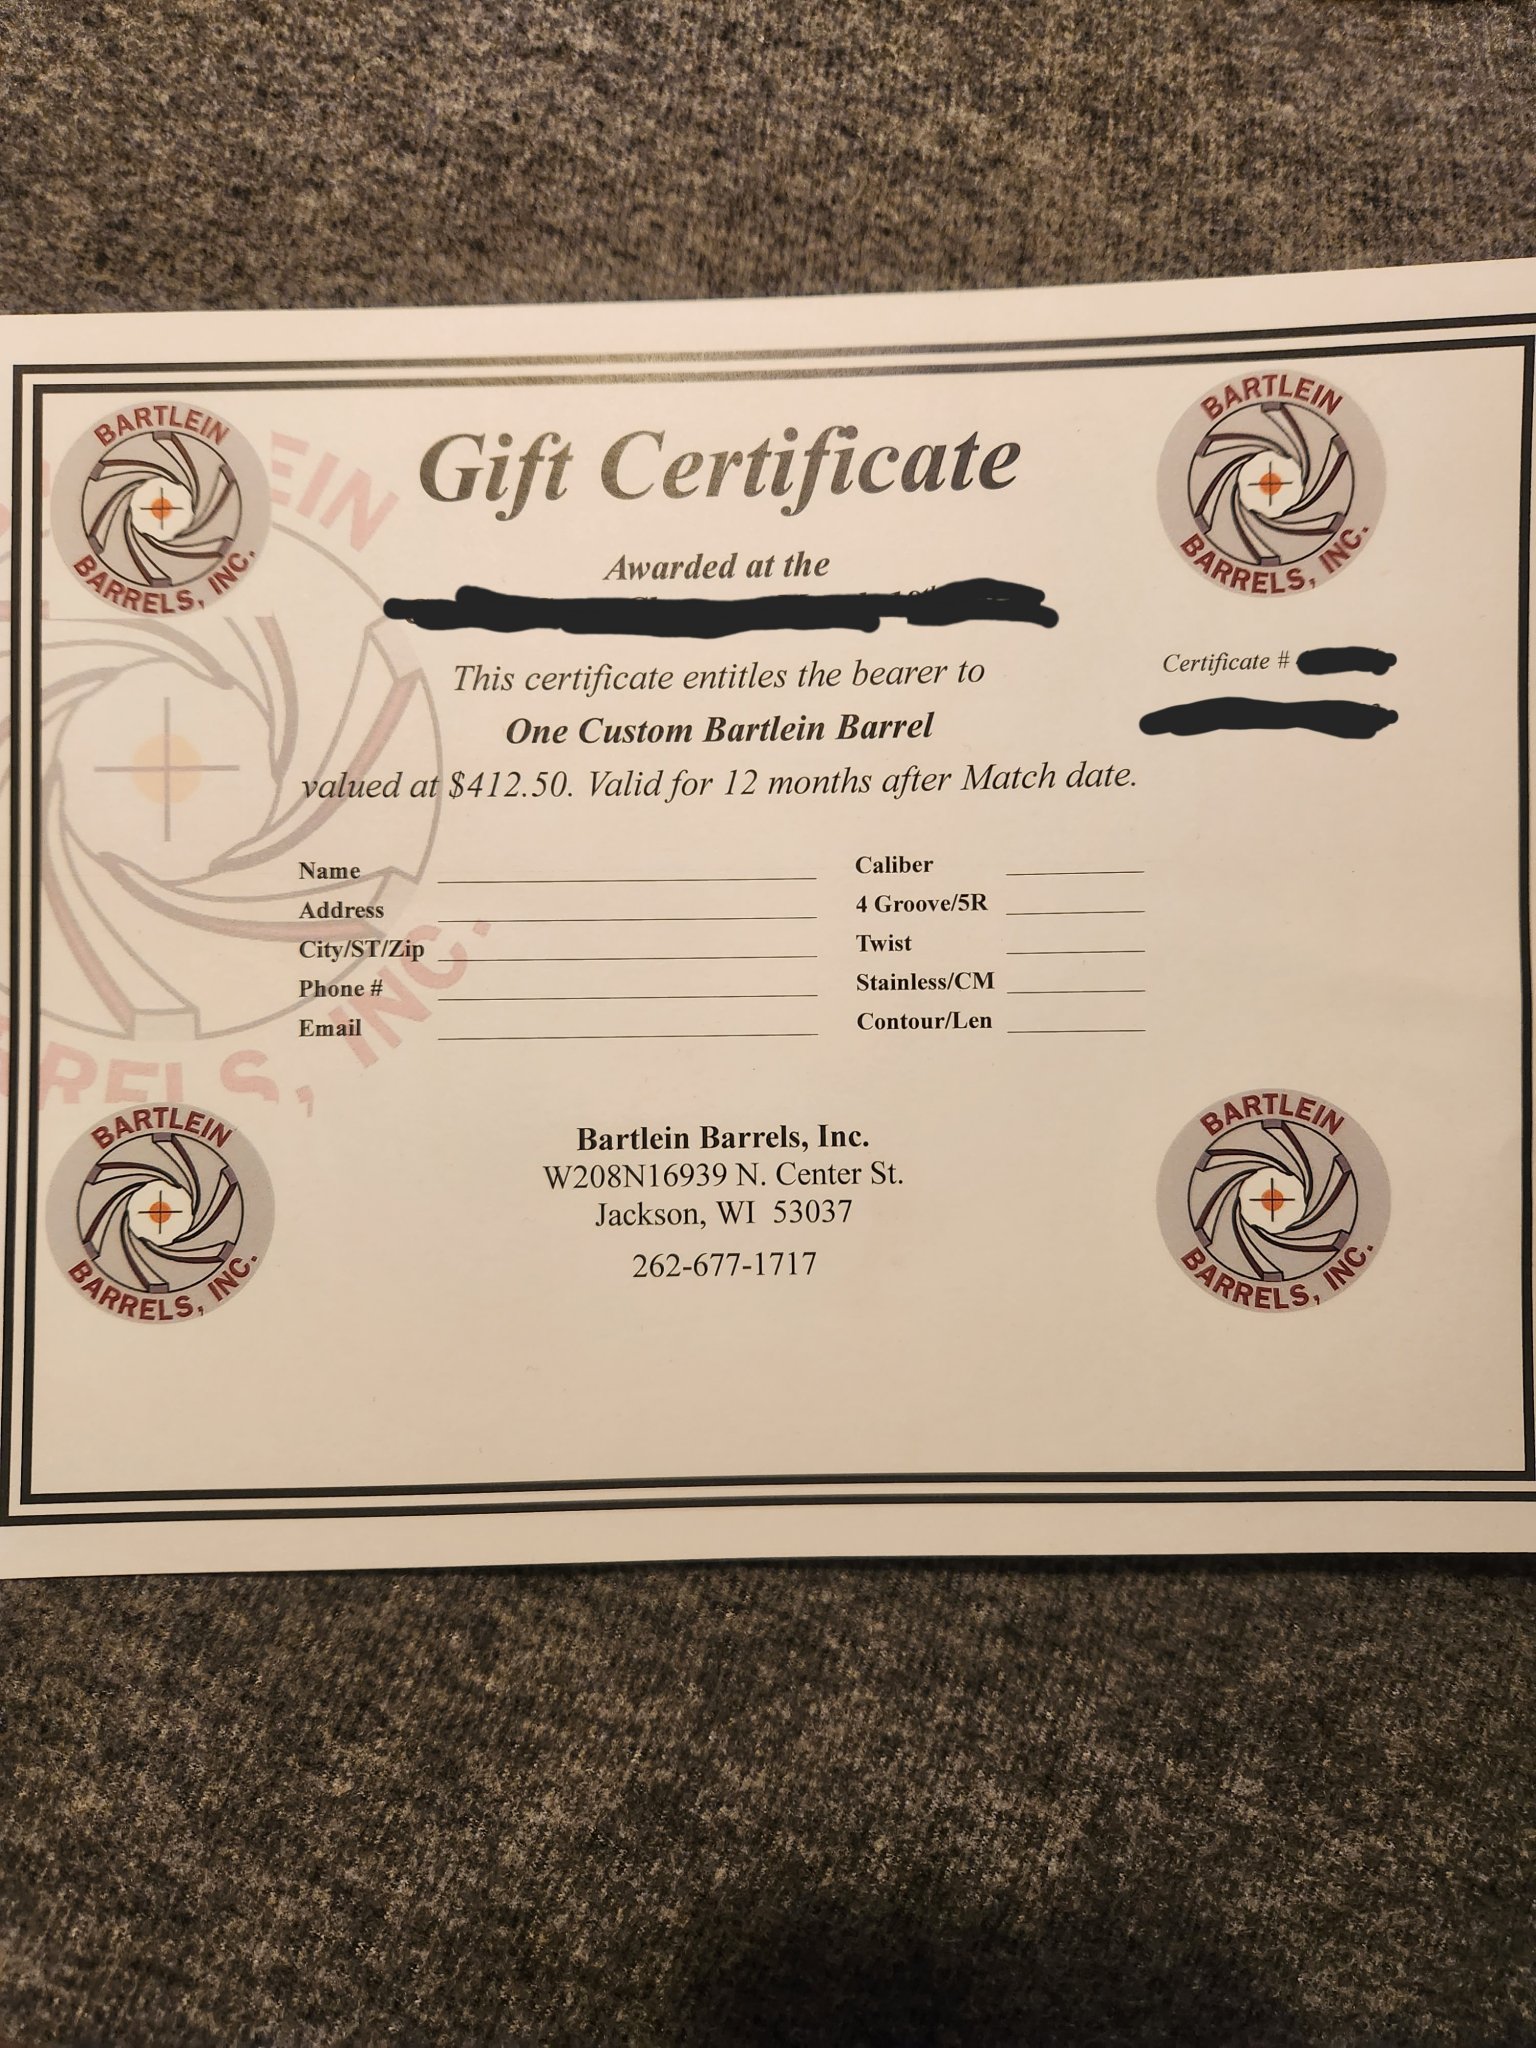 BARTLEIN
BARRELS, INC.
BARTLEIN
BARRELS, INC.
Gift Certificate
Awarded at the
This certificate entitles the bearer to
Certificate #
One Custom Bartlein Barrel
valued at $412.50. Valid for 12 months after Match date.
Name
Address
City/ST/Zip
Phone #
Email
Caliber
4 Groove/5R
Twist
Stainless/CM
Contour/Len
Bartlein Barrels, Inc.
W208N16939 N. Center St.
Jackson, WI 53037
262-677-1717
BARTLEIN
BARRELS, INC.
BARTLEIN
BARRELS, INC.